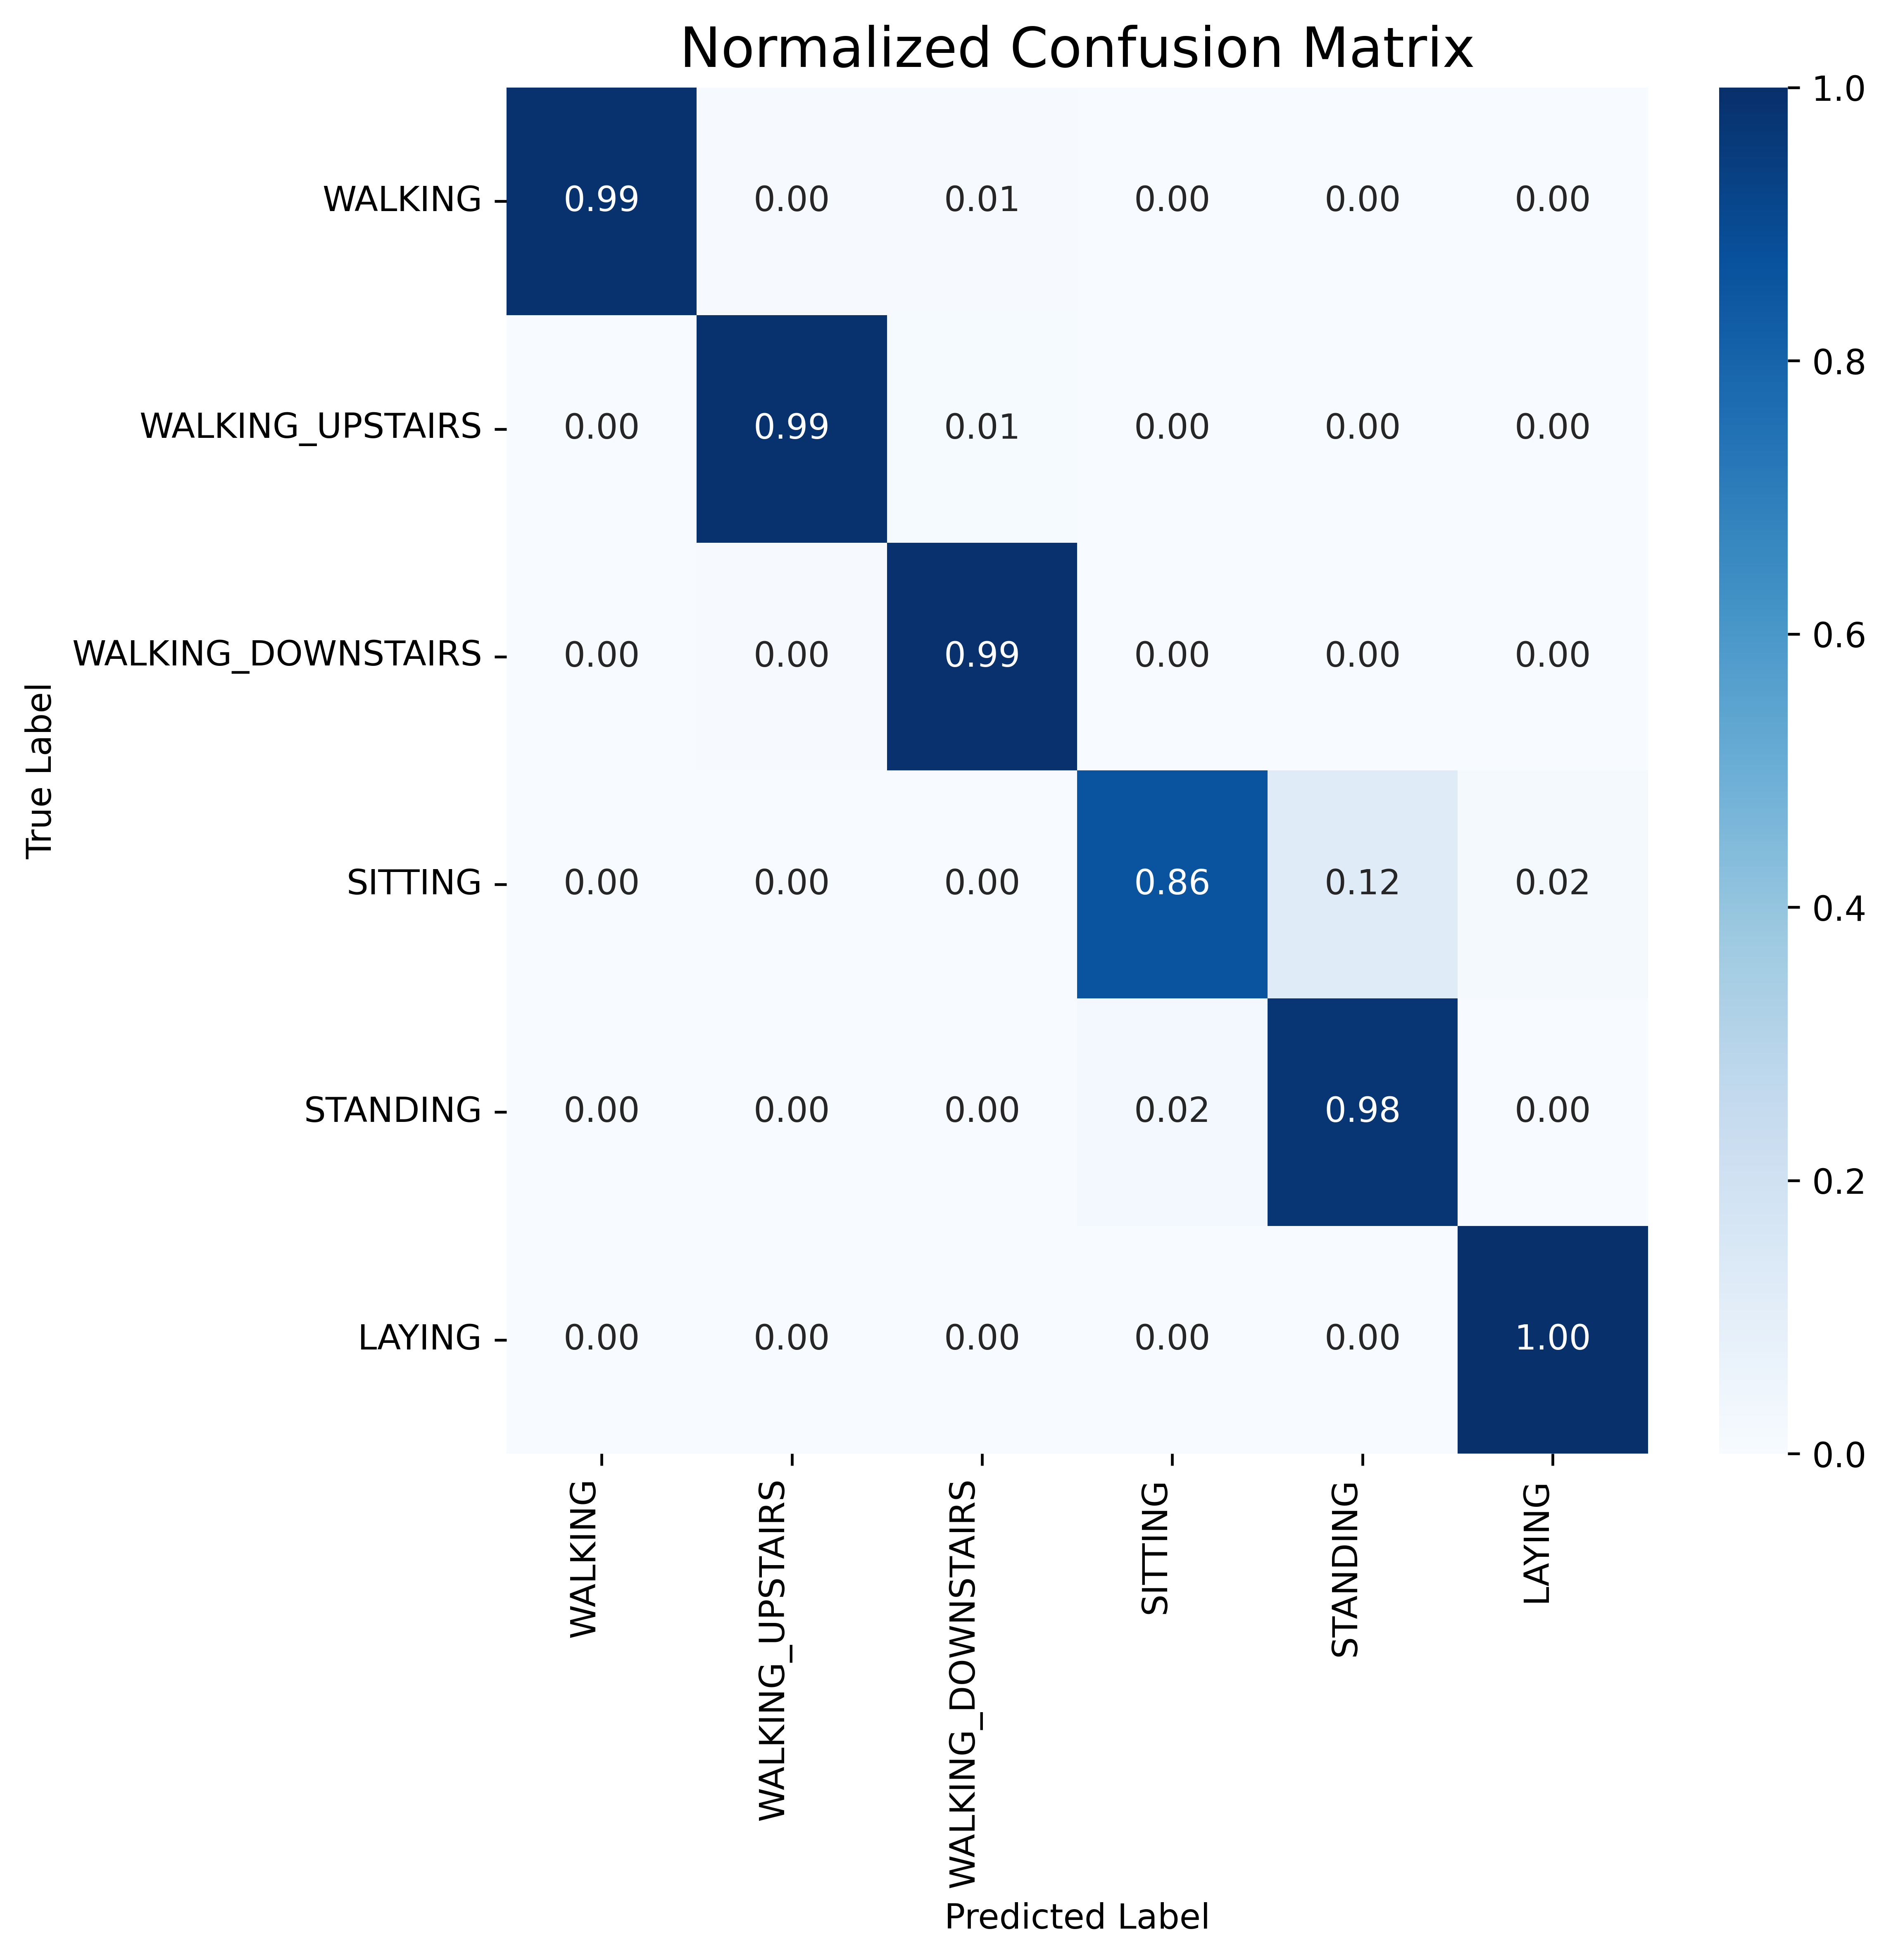 Normalized Confusion Matrix
True Label
WALKING 0.99 0.00 0.01 0.00 0.00 0.00
WALKING_UPSTAIRS 0.00 0.99 0.01 0.00 0.00 0.00
WALKING_DOWNSTAIRS 0.00 0.00 0.99 0.00 0.00 0.00
SITTING 0.00 0.00 0.00 0.86 0.12 0.02
STANDING 0.00 0.00 0.00 0.02 0.98 0.00
LAYING 0.00 0.00 0.00 0.00 0.00 1.00
WALKING
WALKING_UPSTAIRS
WALKING_DOWNSTAIRS
SITTING
STANDING
LAYING
Predicted Label
1.0
0.8
0.6
0.4
0.2
0.0